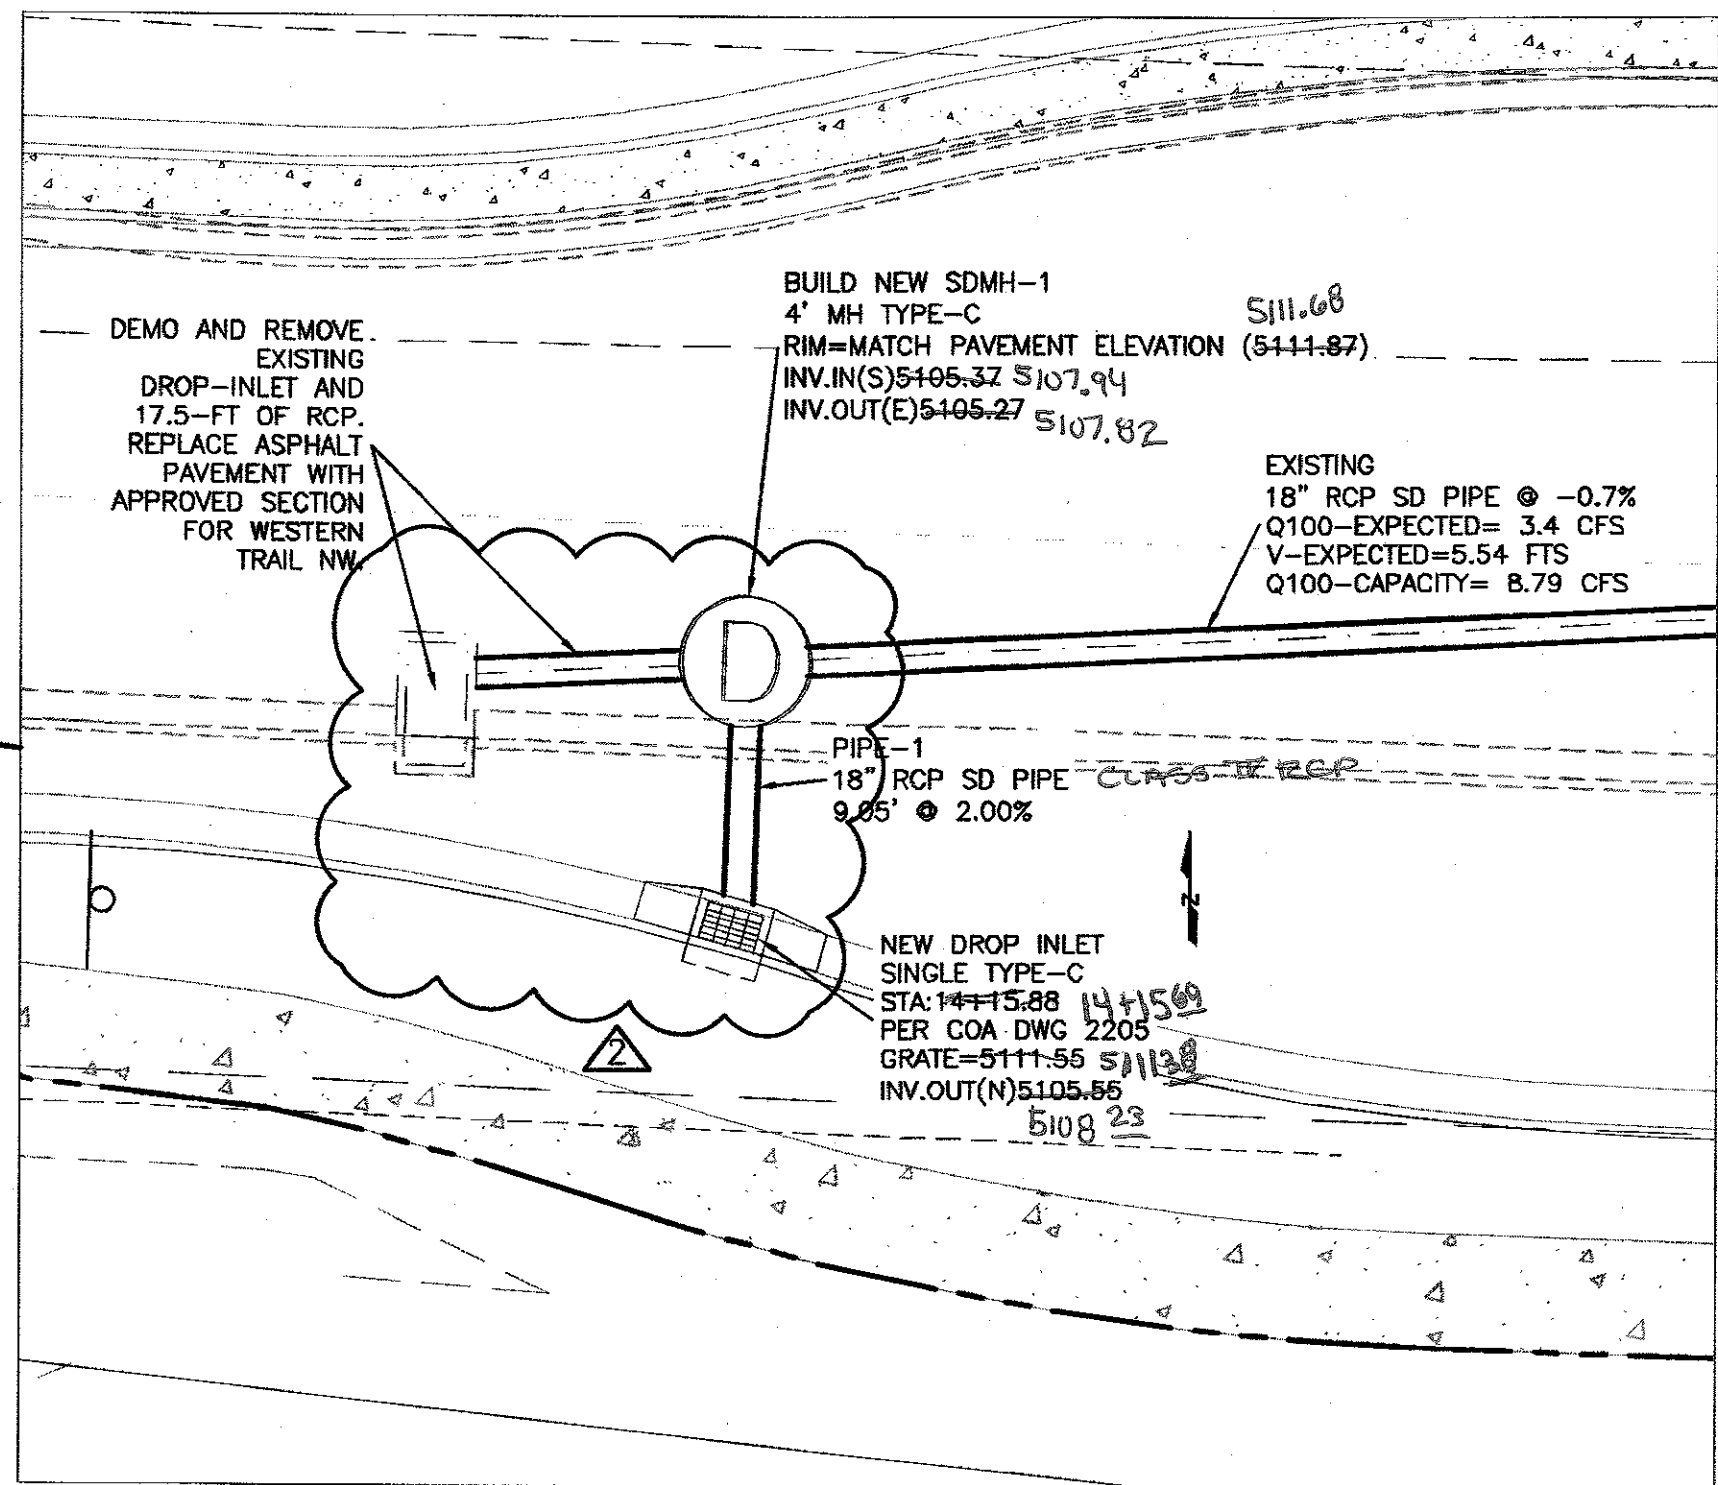 BUILD NEW SDMH-1
4' MH TYPE-C
5111.68
RIM=MATCH PAVEMENT ELEVATION (5111.87)
INV.IN(S)5105.37 5107.94
INV.OUT(E)5105.27 5107.82
DEMO AND REMOVE
EXISTING
DROP-INLET AND
17.5-FT OF RCP.
REPLACE ASPHALT
PAVEMENT WITH
APPROVED SECTION
FOR WESTERN
TRAIL NW.
EXISTING
18" RCP SD PIPE @ -0.7%
Q100-EXPECTED= 3.4 CFS
V-EXPECTED=5.54 FTS
Q100-CAPACITY= 8.79 CFS
D
PIPE-1
18" RCP SD PIPE CLASS IV RCP
9.05' @ 2.00%
N
NEW DROP INLET
SINGLE TYPE-C
STA:14+15.88 14+1569
PER COA DWG 2205
GRATE=5111.55 511138
INV.OUT(N)5105.55
5108 23
2